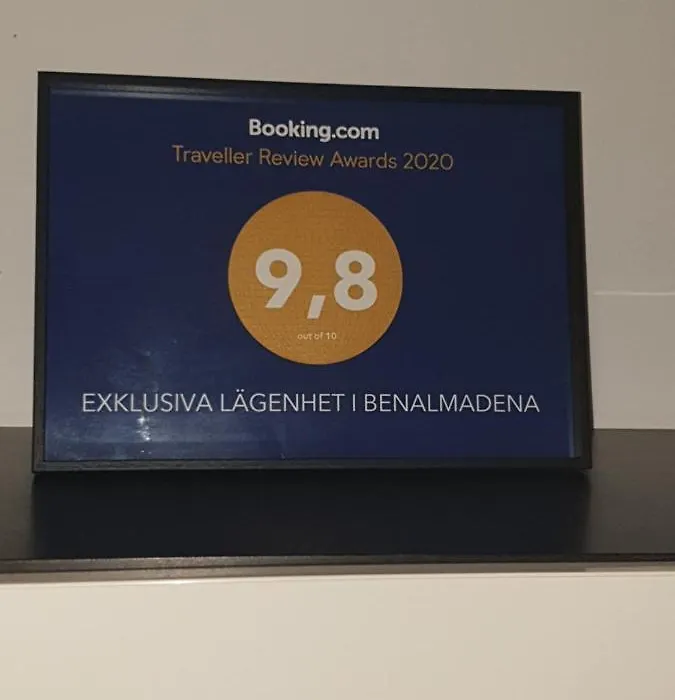 Booking.com
Traveller Review Awards 2020
9,8
out of 10
EXKLUSIVA LÄGENHET I BENALMADENA